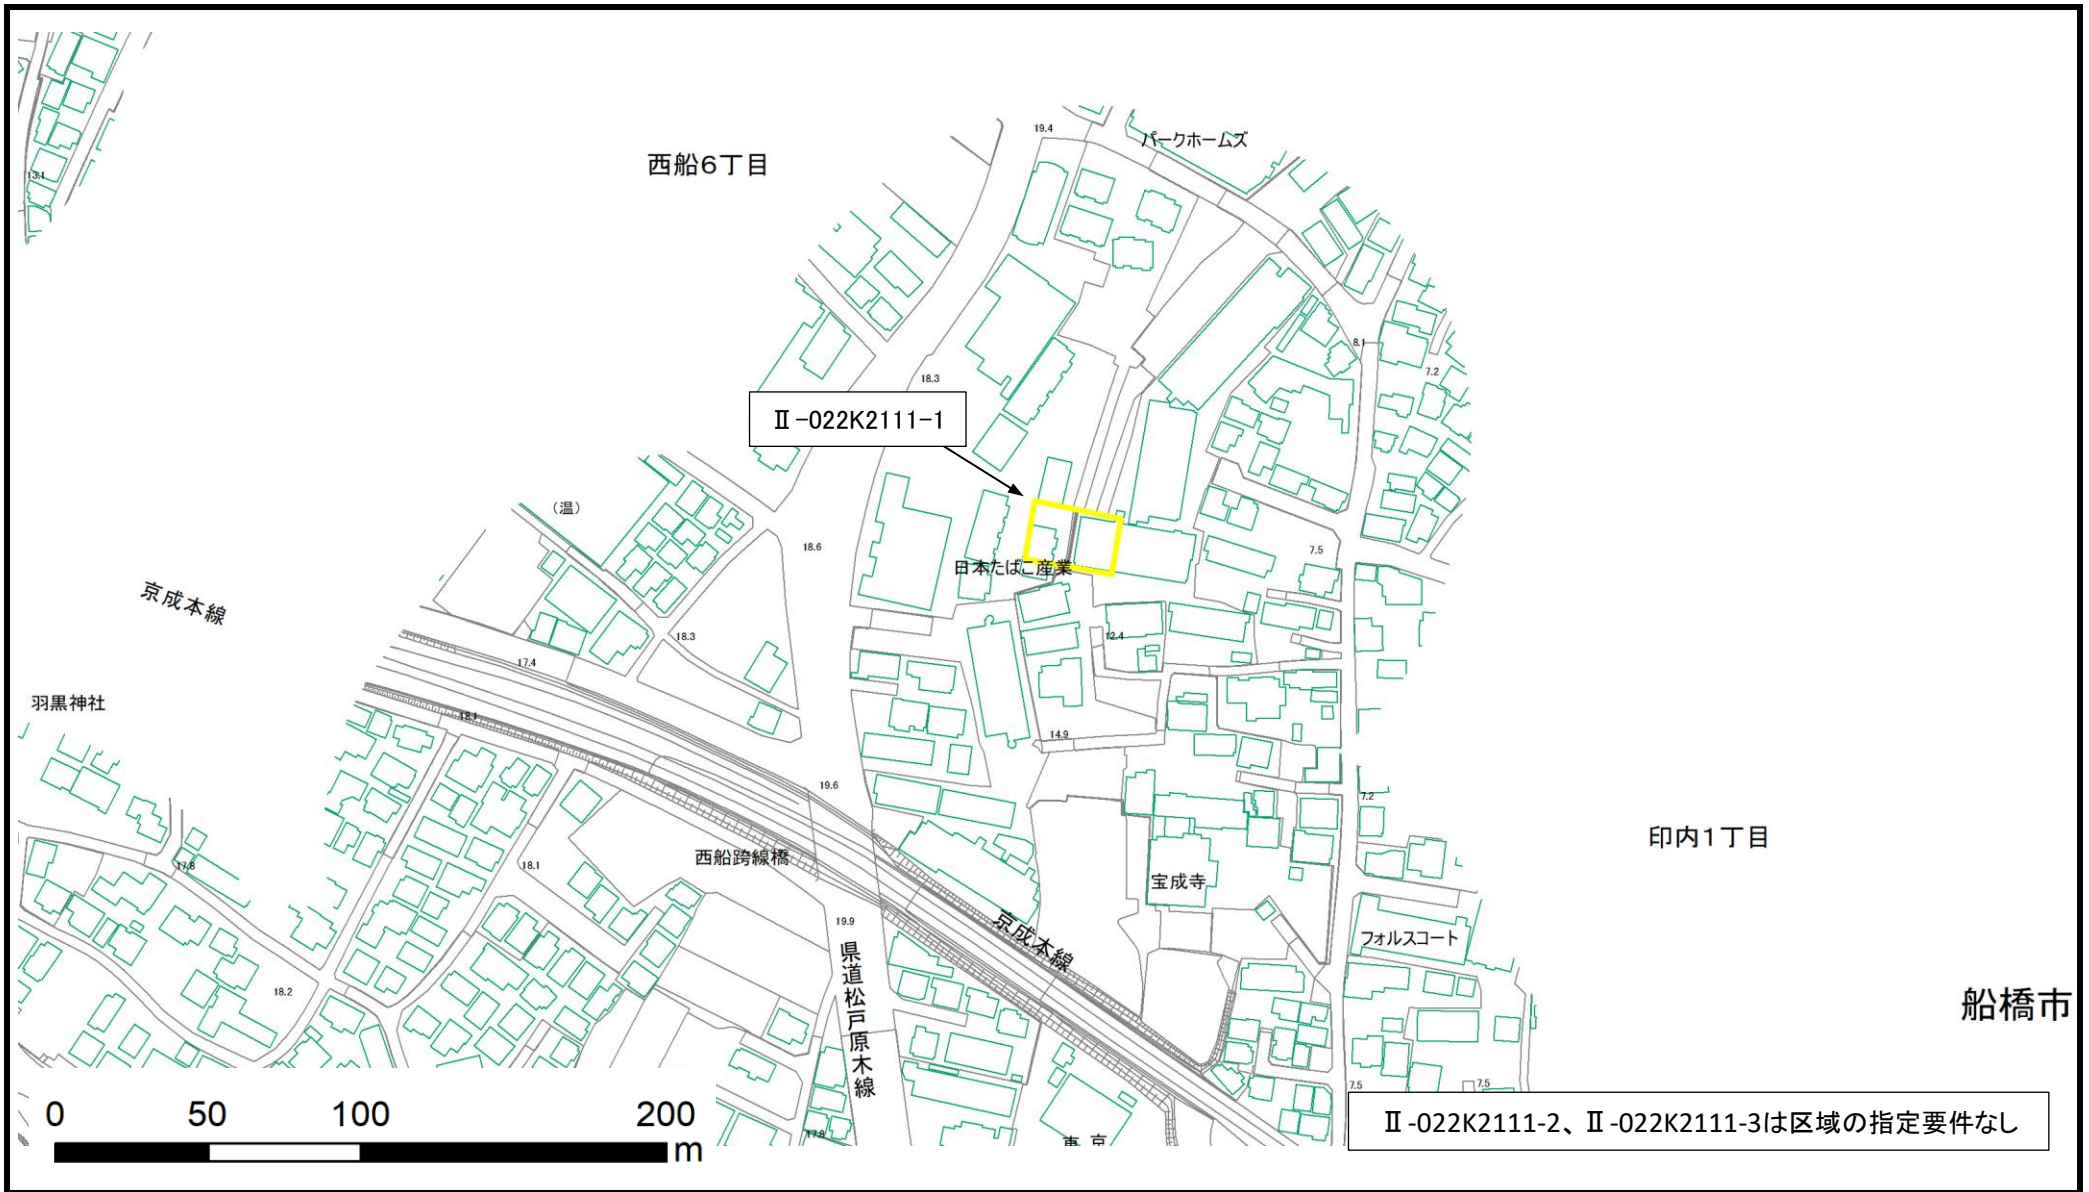 19.4
パークホームズ
西船6丁目
13.1
8.1
7.2
18.3
Ⅱ-022K2111-1
(温)
18.6
7.5
日本たばこ産業
京成本線
12.4
18.3
17.4
羽黒神社
18.1
14.9
19.6
7.2
印内1丁目
西船跨線橋
18.1
17.8
宝成寺
19.9
京成本線
フォルスコート
県道松戸原木線
18.2
船橋市
7.5
7.5
0 50 100 200
m
Ⅱ-022K2111-2、Ⅱ-022K2111-3は区域の指定要件なし
17.8
東京